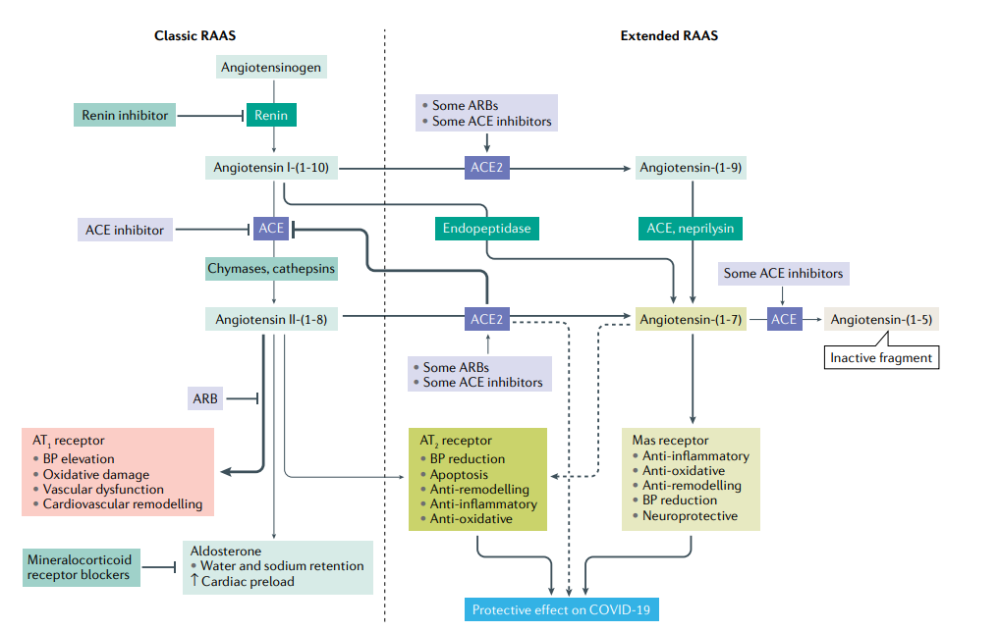 Classic RAAS
Extended RAAS
Angiotensinogen
Renin inhibitor
Renin
• Some ARBs
• Some ACE inhibitors
Angiotensin I-(1-10)
ACE2
Angiotensin-(1-9)
ACE inhibitor
ACE
Endopeptidase
ACE, neprilysin
Chymases, cathepsins
Some ACE inhibitors
Angiotensin II-(1-8)
ACE2
Angiotensin-(1-7)
ACE
Angiotensin-(1-5)
Inactive fragment
• Some ARBs
• Some ACE inhibitors
ARB
AT1 receptor
• BP elevation
• Oxidative damage
• Vascular dysfunction
• Cardiovascular remodelling
AT2 receptor
• BP reduction
• Apoptosis
• Anti-remodelling
• Anti-inflammatory
• Anti-oxidative
Mas receptor
• Anti-inflammatory
• Anti-oxidative
• Anti-remodelling
• BP reduction
• Neuroprotective
Mineralocorticoid
receptor blockers
Aldosterone
• Water and sodium retention
↑ Cardiac preload
Protective effect on COVID-19